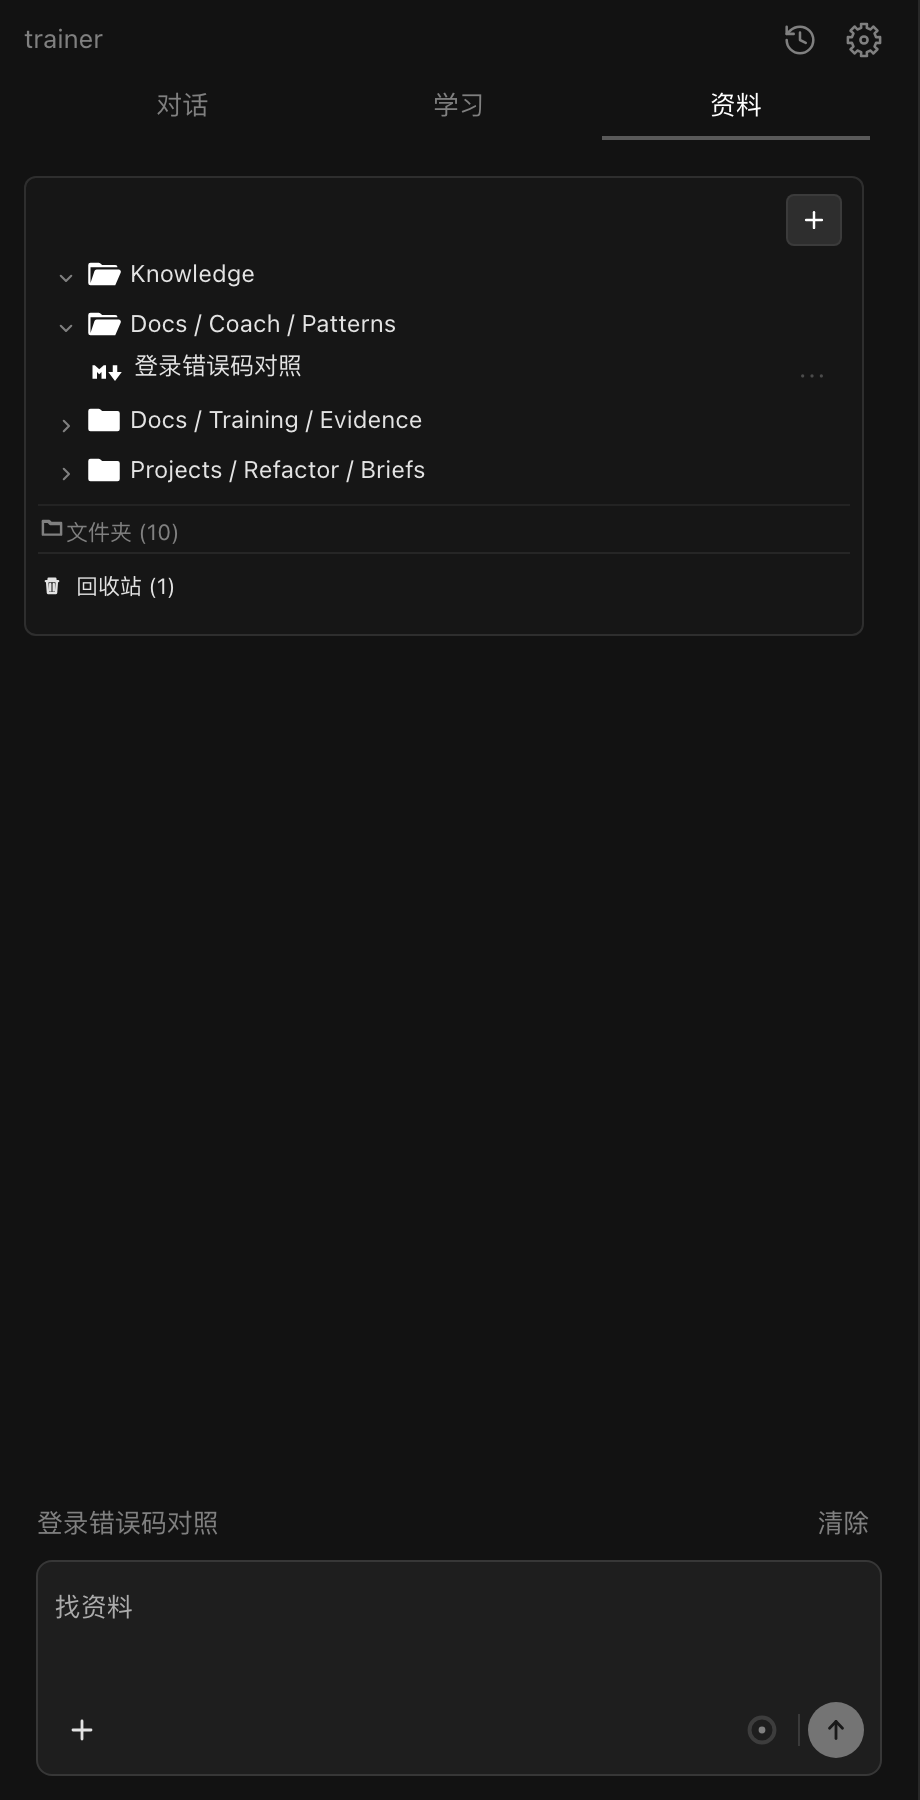 trainer
对话 学习 资料
Knowledge
Docs / Coach / Patterns
登录错误码对照
...
Docs / Training / Evidence
Projects / Refactor / Briefs
文件夹 (10)
回收站 (1)
登录错误码对照 清除
找资料